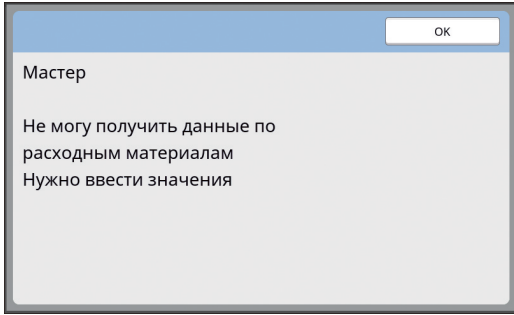 OK
Мастер
Не могу получить данные по
расходным материалам
Нужно ввести значения